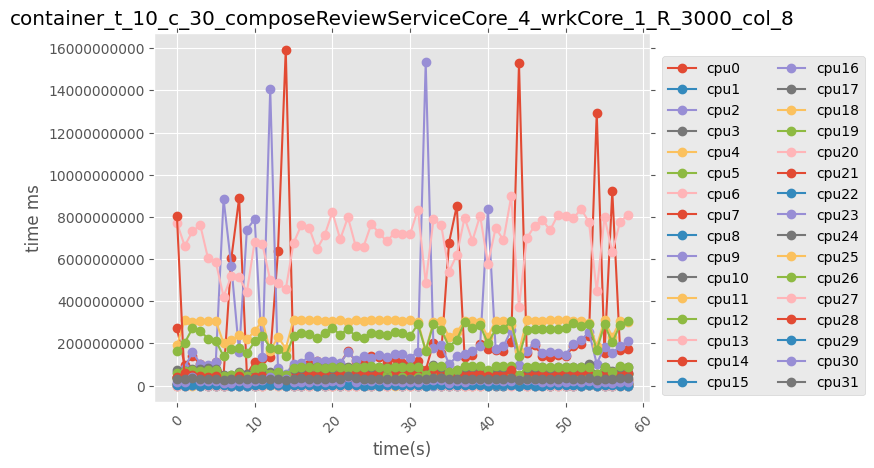 container_t_10_c_30_composeReviewServiceCore_4_wrkCore_1_R_3000_col_8
16000000000
14000000000
12000000000
10000000000
8000000000
6000000000
4000000000
2000000000
0
time ms
0 10 20 30 40 50 60
time(s)
cpu0 cpu16
cpu1 cpu17
cpu2 cpu18
cpu3 cpu19
cpu4 cpu20
cpu5 cpu21
cpu6 cpu22
cpu7 cpu23
cpu8 cpu24
cpu9 cpu25
cpu10 cpu26
cpu11 cpu27
cpu12 cpu28
cpu13 cpu29
cpu14 cpu30
cpu15 cpu31